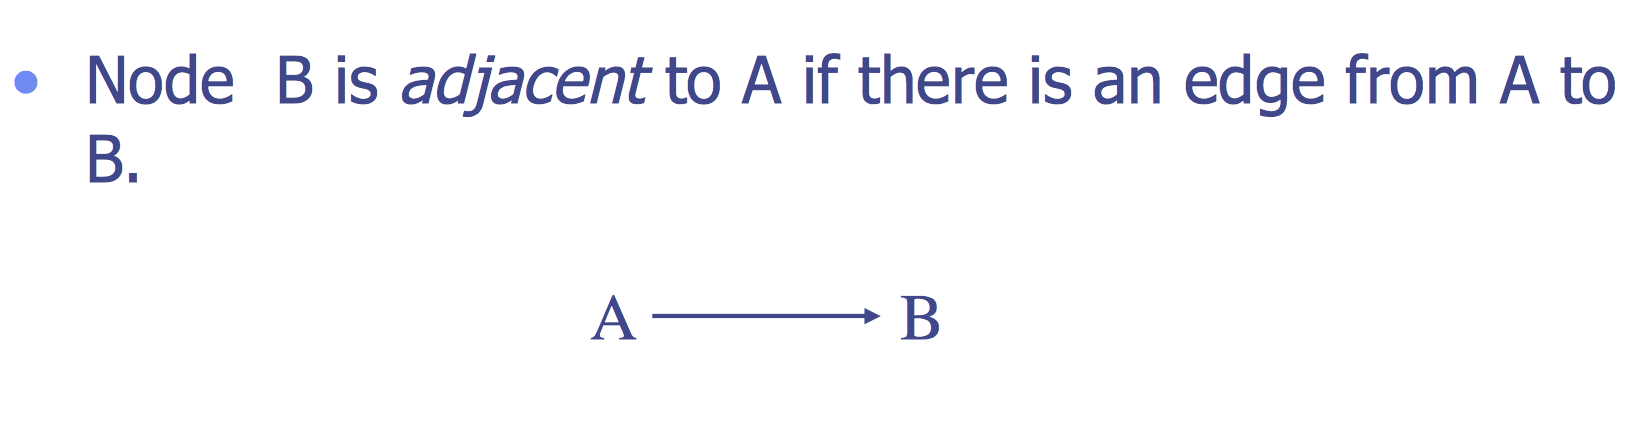 • Node B is adjacent to A if there is an edge from A to
B.
A B